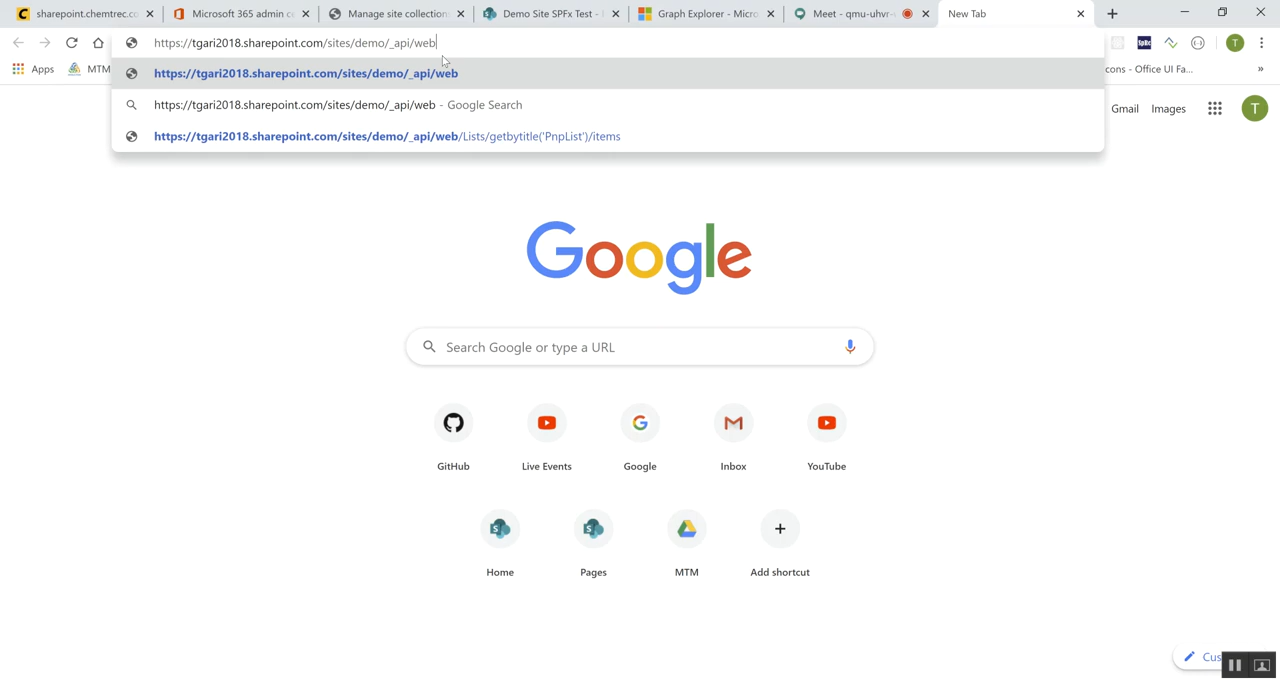 sharepoint.chemtrec.co
Microsoft 365 admin c
Manage site collection
Demo Site SPFx Test -
Graph Explorer - Micro
Meet - qmu-uhvr-
New Tab
https://tgari2018.sharepoint.com/sites/demo/_api/web
SpRc
T
Apps
MTM
https://tgari2018.sharepoint.com/sites/demo/_api/web
cons - Office UI Fa...
»
https://tgari2018.sharepoint.com/sites/demo/_api/web - Google Search
Gmail
Images
T
https://tgari2018.sharepoint.com/sites/demo/_api/web/Lists/getbytitle('PnpList')/items
Google
Search Google or type a URL
GitHub
Live Events
Google
Inbox
YouTube
Home
Pages
MTM
Add shortcut
Cus